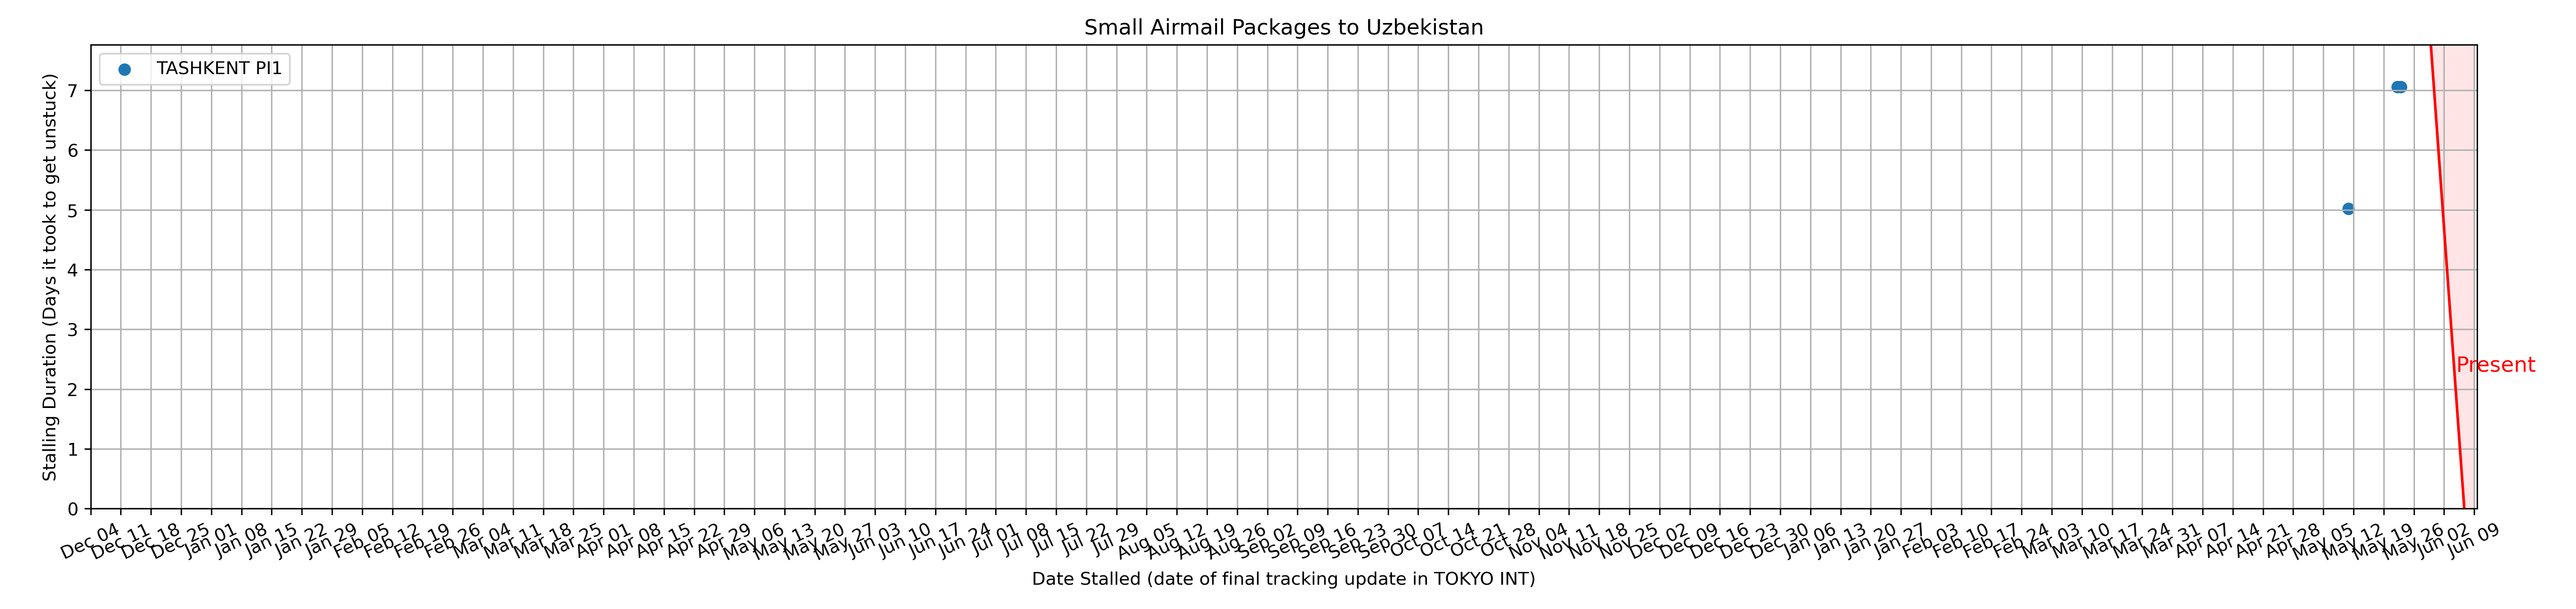 Small Airmail Packages to Uzbekistan
TASHKENT PI1
Stalling Duration (Days it took to get unstuck)
7
6
5
4
3
2
1
0
Present
Dec 04
Dec 11
Dec 18
Dec 25
Jan 01
Jan 08
Jan 15
Jan 22
Jan 29
Feb 05
Feb 12
Feb 19
Feb 26
Mar 04
Mar 11
Mar 18
Mar 25
Apr 01
Apr 08
Apr 15
Apr 22
Apr 29
May 06
May 13
May 20
May 27
Jun 03
Jun 10
Jun 17
Jun 24
Jul 01
Jul 08
Jul 15
Jul 22
Jul 29
Aug 05
Aug 12
Aug 19
Aug 26
Sep 02
Sep 09
Sep 16
Sep 23
Sep 30
Oct 07
Oct 14
Oct 21
Oct 28
Nov 04
Nov 11
Nov 18
Nov 25
Dec 02
Dec 09
Dec 16
Dec 23
Dec 30
Jan 06
Jan 13
Jan 20
Jan 27
Feb 03
Feb 10
Feb 17
Feb 24
Mar 03
Mar 10
Mar 17
Mar 24
Mar 31
Apr 07
Apr 14
Apr 21
Apr 28
May 05
May 12
May 19
May 26
Jun 02
Jun 09
Date Stalled (date of final tracking update in TOKYO INT)